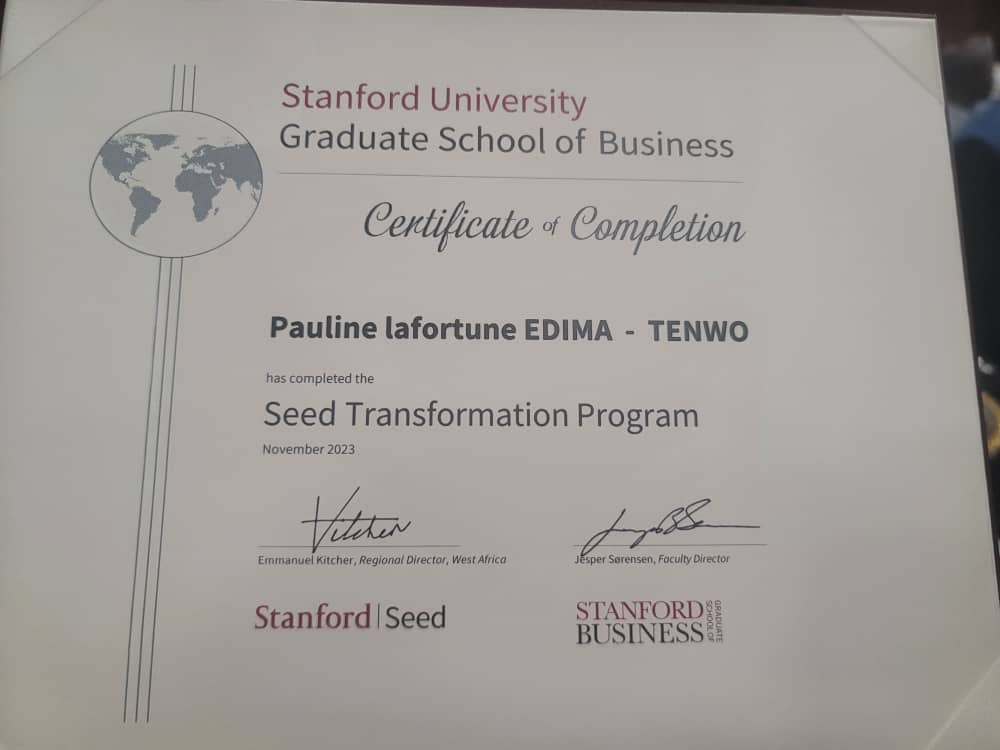 Stanford University
Graduate School of Business
Certificate of Completion
Pauline lafortune EDIMA - TENWO
has completed the
Seed Transformation Program
November 2023
Kitcher
Emmanuel Kitcher, Regional Director, West Africa
Jesper Sørensen, Faculty Director
Stanford | Seed
STANFORD
BUSINESS
GRADUATE
SCHOOL OF